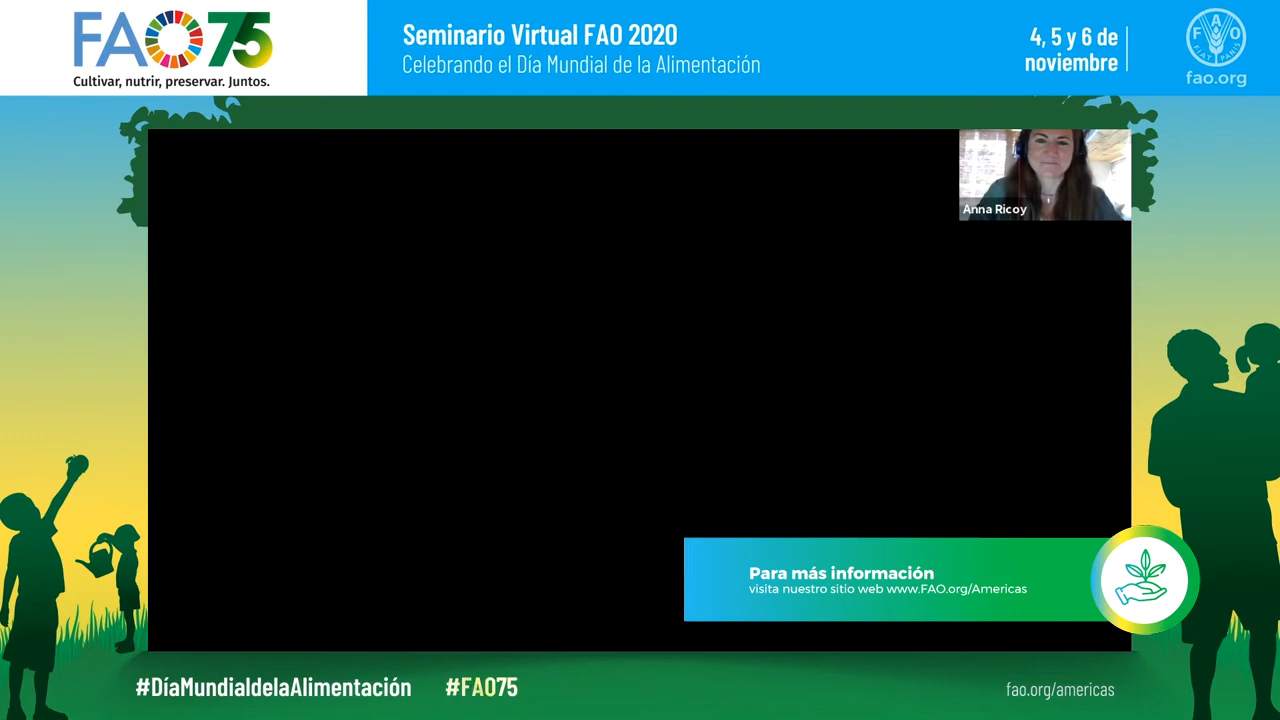 FAO75
Cultivar, nutrir, preservar. Juntos.
Seminario Virtual FAO 2020
Celebrando el Día Mundial de la Alimentación
4, 5 y 6 de
noviembre
F A O
FIAT PANIS
fao.org
Anna Ricoy
Para más información
visita nuestro sitio web www.FAO.org/Americas
#DíaMundialdelaAlimentación #FAO75
fao.org/americas